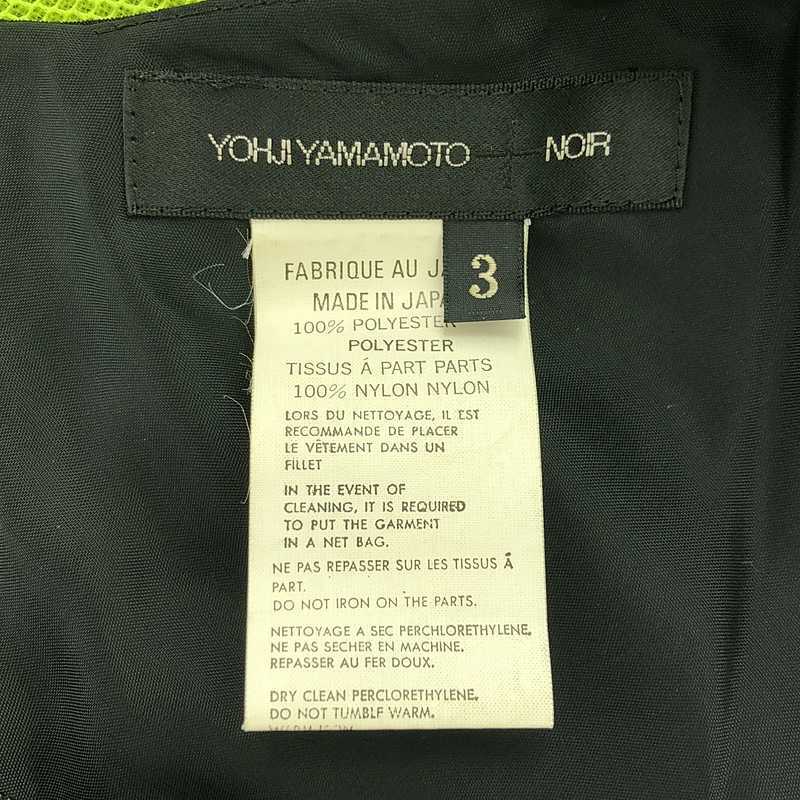 YOHJI YAMAMOTO NOIR
3
FABRIQUE AU
MADE IN
100% POLYESTER
POLYESTER
TISSUS Á PART PARTS
100% NYLON NYLON
LORS DU NETTOYAGE, IL EST
RECOMMANDE DE PLACER
LE VÊTEMENT DANS UN
FILLET
IN THE EVENT OF
CLEANING, IT IS REQUIRED
TO PUT THE GARMENT
IN A NET BAG.
NE PAS REPASSER SUR LES TISSUS Á
PART.
DO NOT IRON ON THE PARTS.
NETTOYAGE A SEC PERCHLORETHYLENE.
NE PAS SECHER EN MACHINE.
REPASSER AU FER DOUX.
DRY CLEAN PERCLORETHYLENE.
DO NOT TUMBLF WARM.